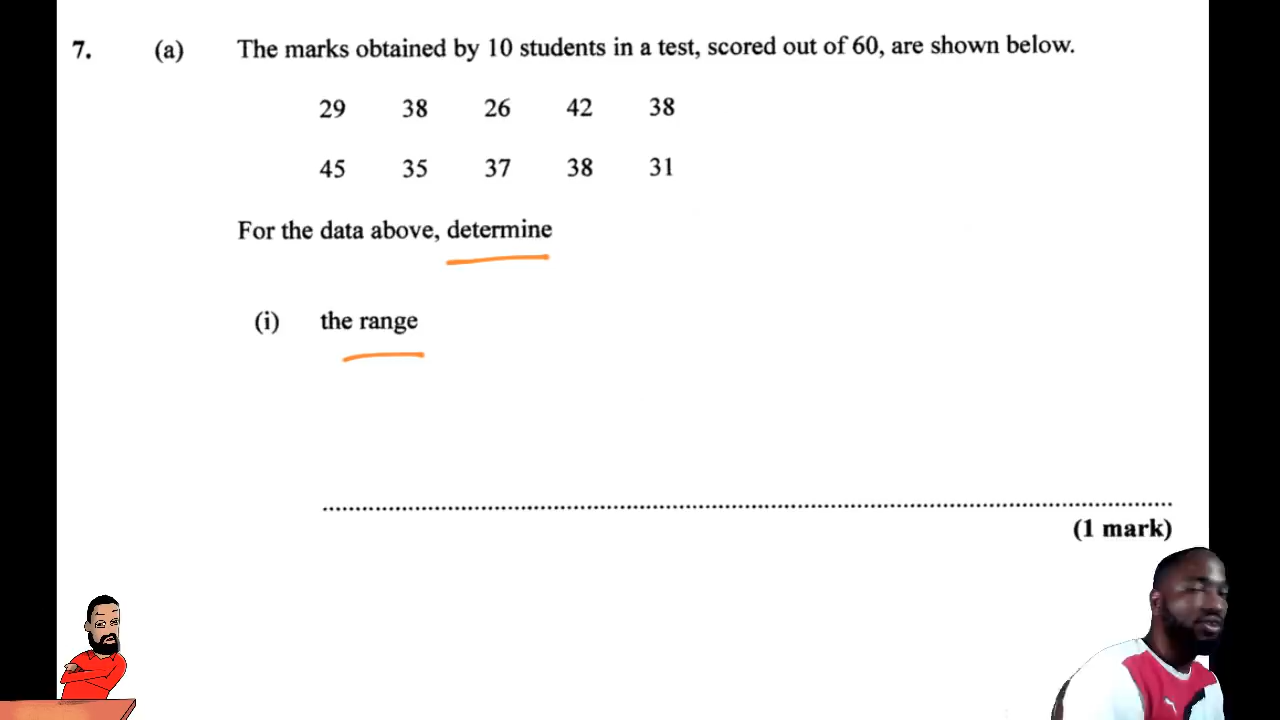 7. (a) The marks obtained by 10 students in a test, scored out of 60, are shown below.
29 38 26 42 38
45 35 37 38 31
For the data above, determine
(i) the range
(1 mark)